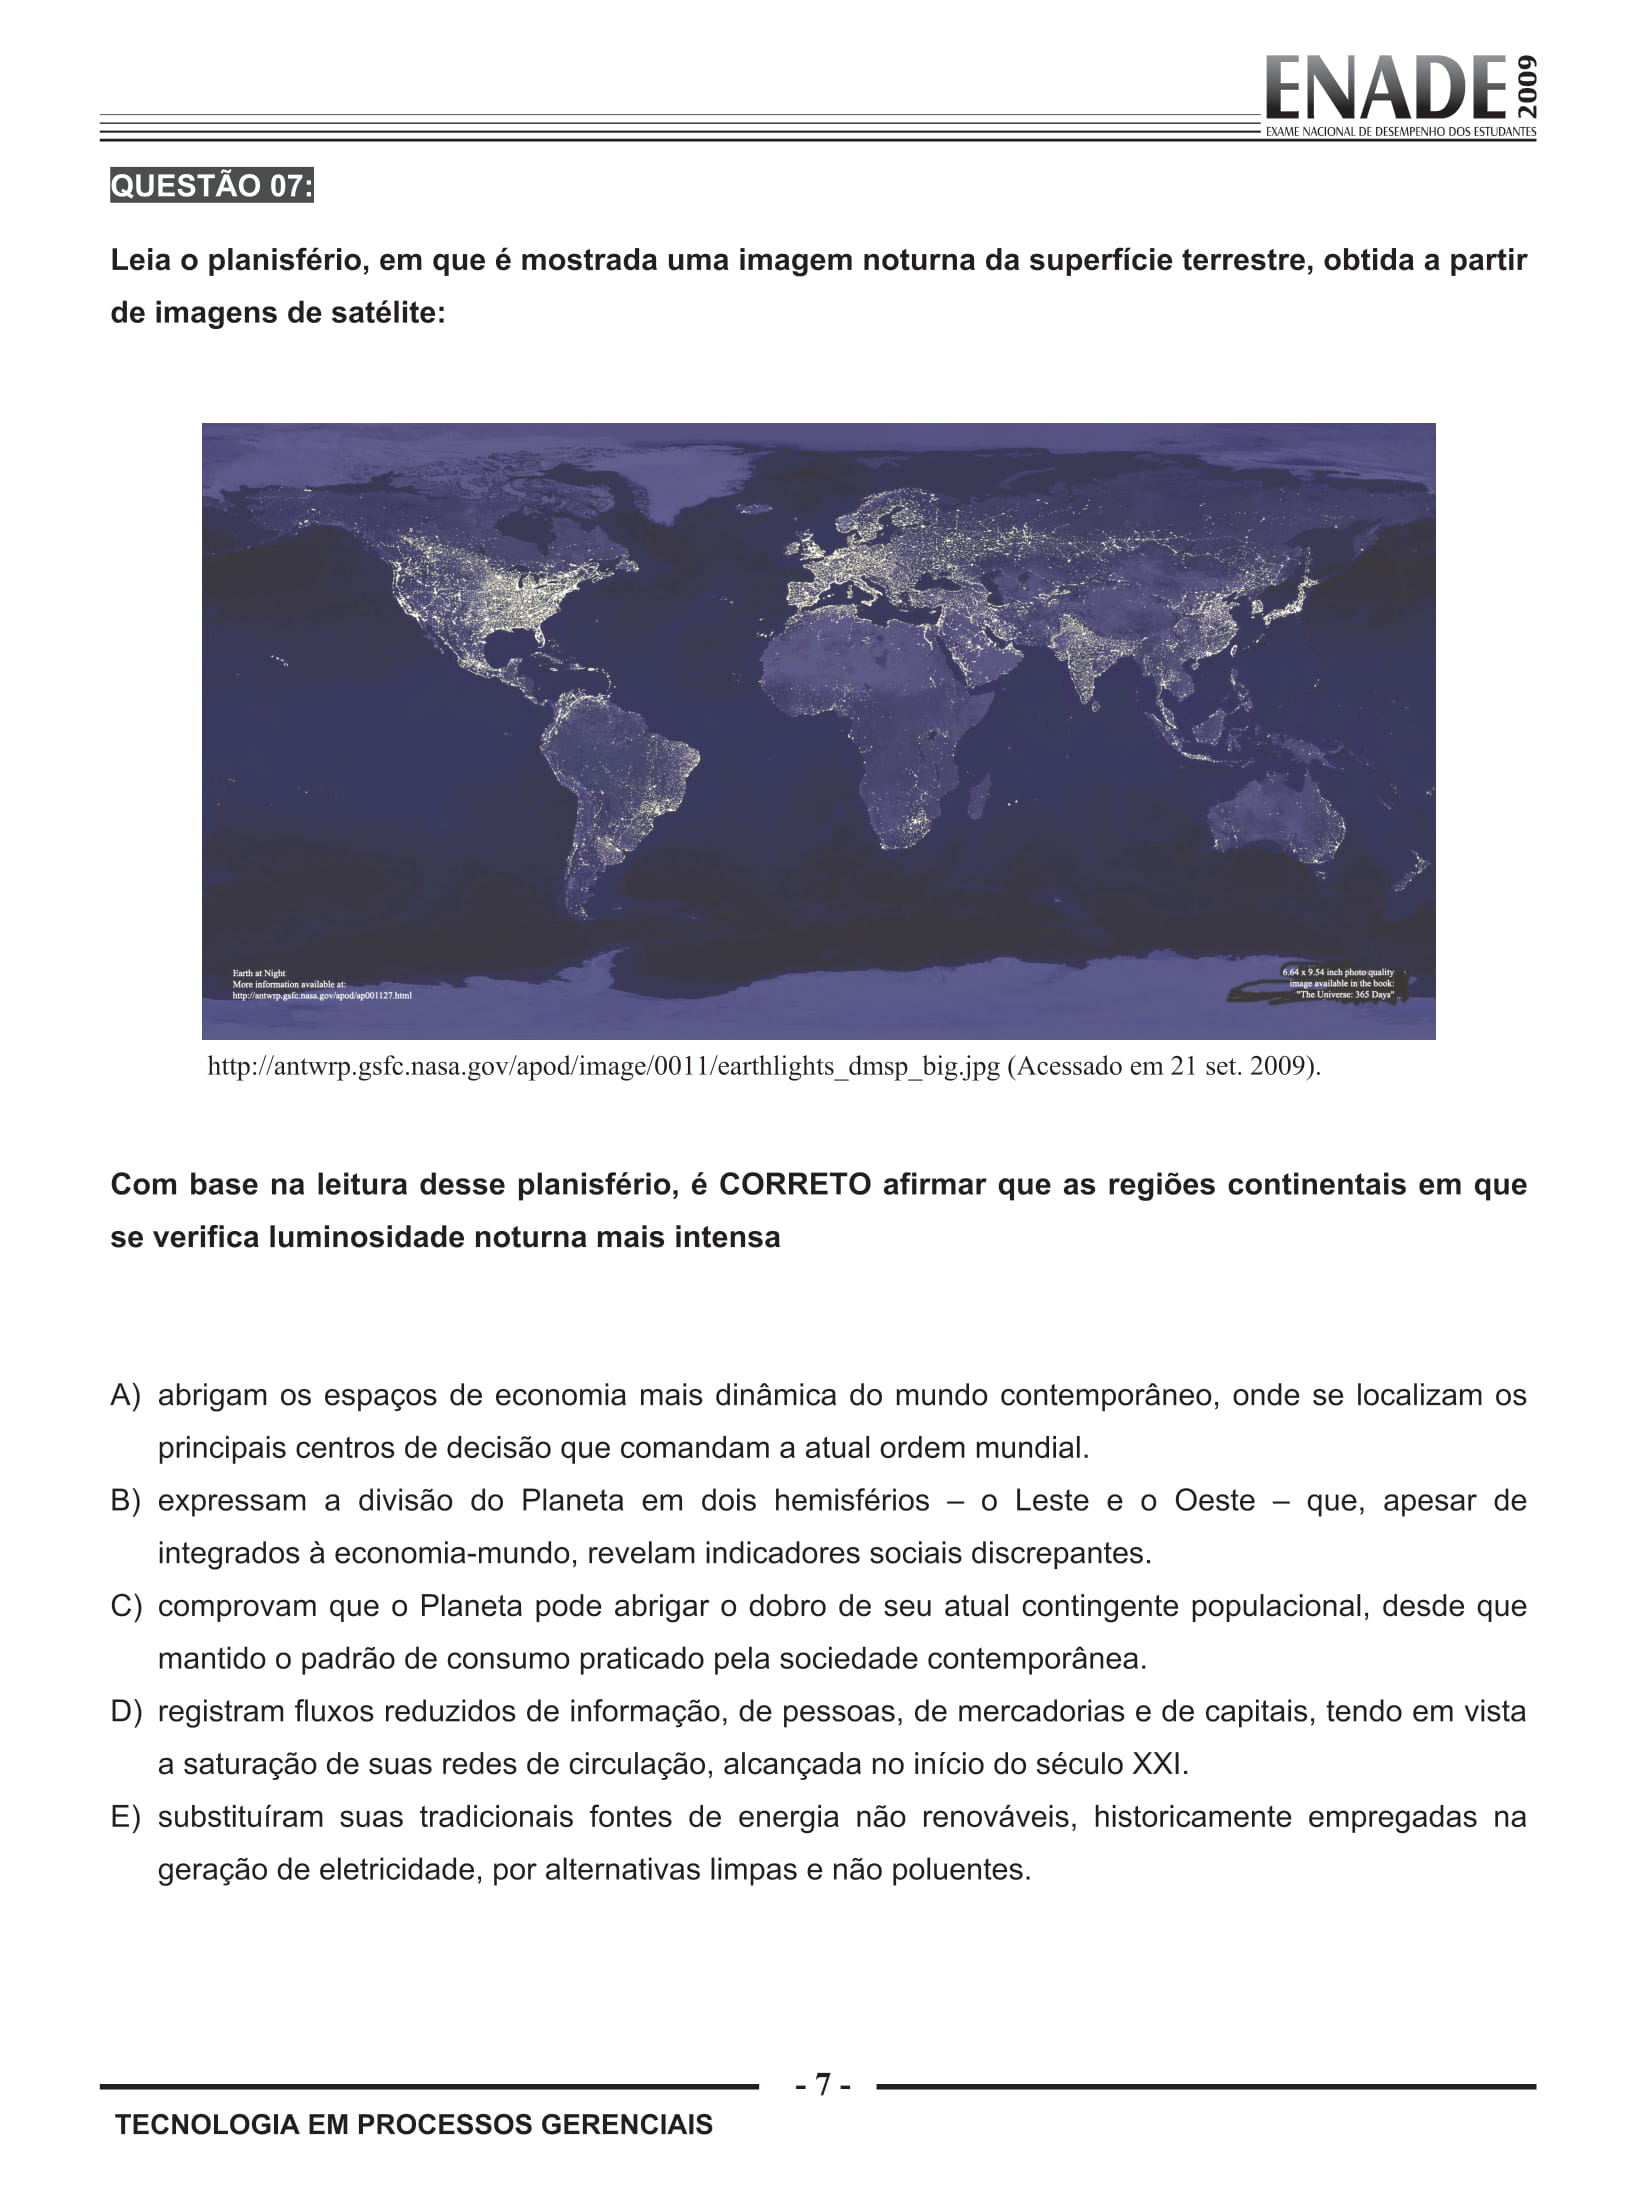 ENADE 2009
EXAME NACIONAL DE DESEMPENHO DOS ESTUDANTES
QUESTÃO 07:
Leia o planisfério, em que é mostrada uma imagem noturna da superfície terrestre, obtida a partir
de imagens de satélite:
Earth at Night
More information available at:
http://antwrp.gsfc.nasa.gov/apod/ap001127.html
6.64 x 9.54 inch photo quality
image available in the book:
"The Universe: 365 Days"
http://antwrp.gsfc.nasa.gov/apod/image/0011/earthlights_dmsp_big.jpg (Acessado em 21 set. 2009).
Com base na leitura desse planisfério, é CORRETO afirmar que as regiões continentais em que
se verifica luminosidade noturna mais intensa
A) abrigam os espaços de economia mais dinâmica do mundo contemporâneo, onde se localizam os
principais centros de decisão que comandam a atual ordem mundial.
B) expressam a divisão do Planeta em dois hemisférios – o Leste e o Oeste – que, apesar de
integrados à economia-mundo, revelam indicadores sociais discrepantes.
C) comprovam que o Planeta pode abrigar o dobro de seu atual contingente populacional, desde que
mantido o padrão de consumo praticado pela sociedade contemporânea.
D) registram fluxos reduzidos de informação, de pessoas, de mercadorias e de capitais, tendo em vista
a saturação de suas redes de circulação, alcançada no início do século XXI.
E) substituíram suas tradicionais fontes de energia não renováveis, historicamente empregadas na
geração de eletricidade, por alternativas limpas e não poluentes.
- 7 -
TECNOLOGIA EM PROCESSOS GERENCIAIS